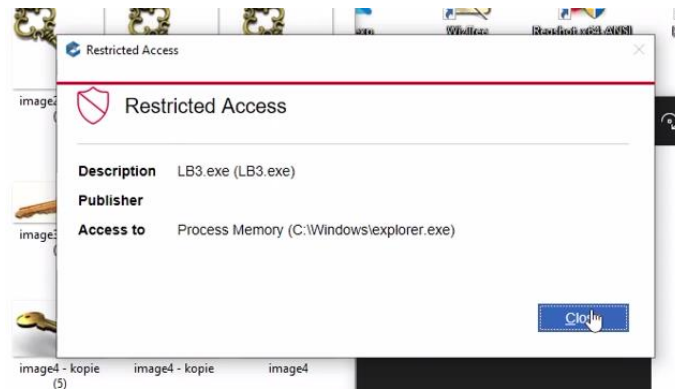 Restricted Access
Restricted Access
Description LB3.exe (LB3.exe)
Publisher
Access to Process Memory (C:\Windows\explorer.exe)
image4 - kopie
(5)
image4 - kopie
image4